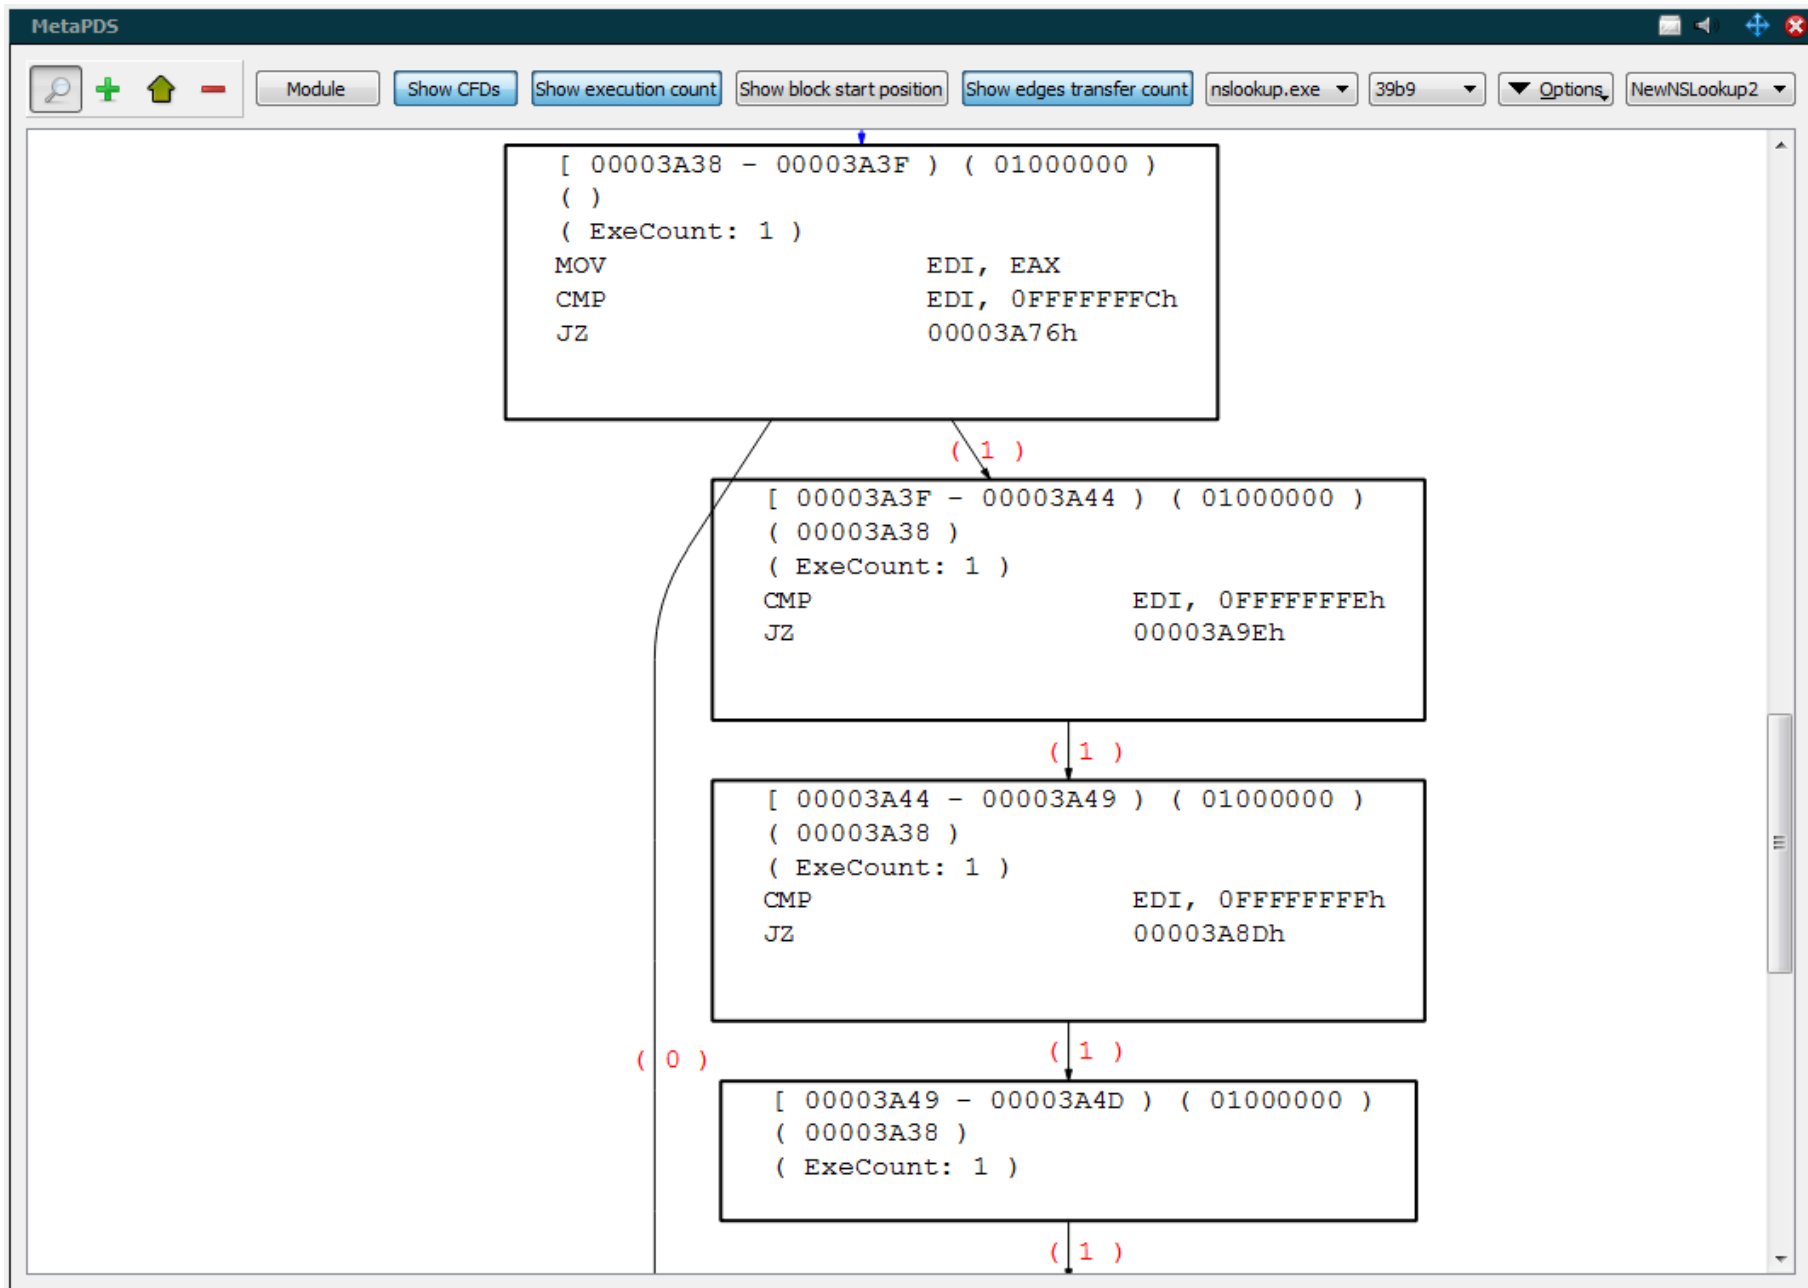 MetaPDS
Module Show CFDs Show execution count Show block start position Show edges transfer count nslookup.exe 39b9 Options NewNSLookup2
[ 00003A38 - 00003A3F ) ( 01000000 )
( )
( ExeCount: 1 )
MOV EDI, EAX
CMP EDI, 0FFFFFFFCh
JZ 00003A76h
( 1 )
[ 00003A3F - 00003A44 ) ( 01000000 )
( 00003A38 )
( ExeCount: 1 )
CMP EDI, 0FFFFFFFEh
JZ 00003A9Eh
( 1 )
[ 00003A44 - 00003A49 ) ( 01000000 )
( 00003A38 )
( ExeCount: 1 )
CMP EDI, 0FFFFFFFFh
JZ 00003A8Dh
( 0 ) ( 1 )
[ 00003A49 - 00003A4D ) ( 01000000 )
( 00003A38 )
( ExeCount: 1 )
( 1 )